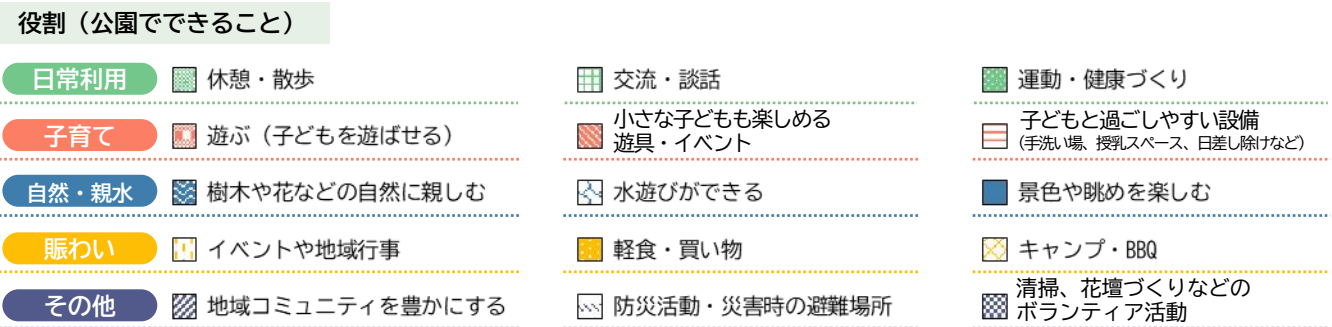 役割（公園でできること）
日常利用 休憩・散歩 交流・談話 運動・健康づくり
子育て 遊ぶ（子どもを遊ばせる） 小さな子どもも楽しめる 子どもと過ごしやすい設備
遊具・イベント （手洗い場、授乳スペース、日差し除けなど）
自然・親水 樹木や花などの自然に親しむ 水遊びができる 景色や眺めを楽しむ
賑わい イベントや地域行事 軽食・買い物 キャンプ・BBQ
その他 地域コミュニティを豊かにする 防災活動・災害時の避難場所 清掃、花壇づくりなどの
ボランティア活動